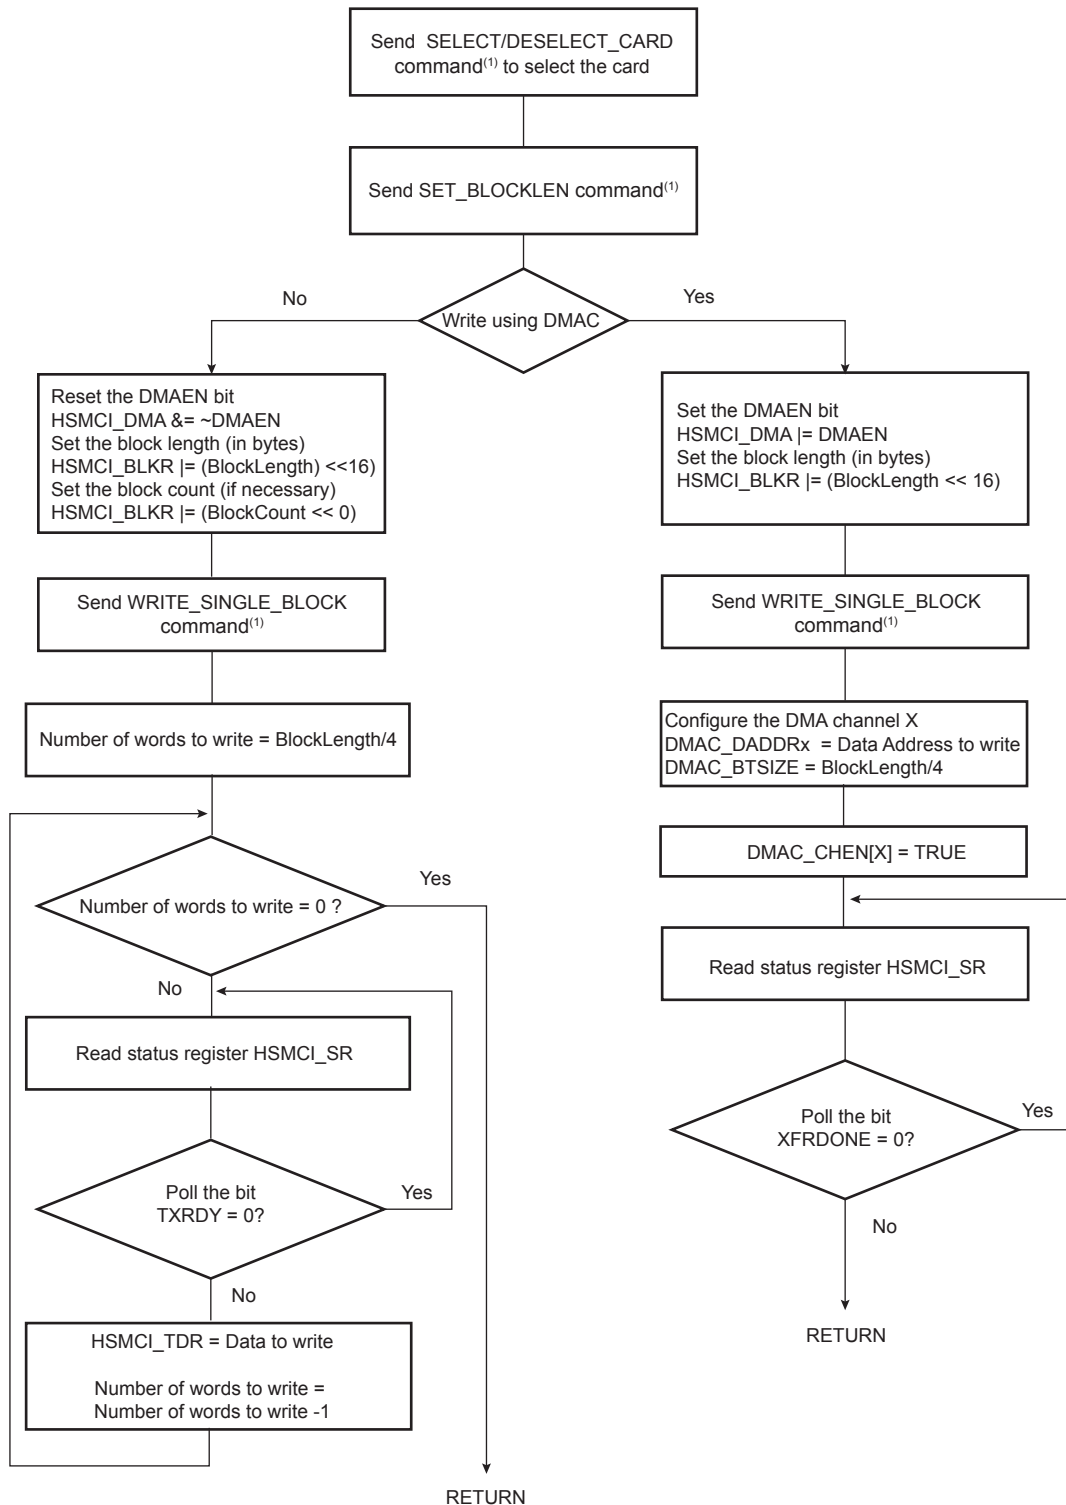 Send  SELECT/DESELECT_CARD
command(1) to select the card
Send SET_BLOCKLEN command(1)
No
Yes
Write using DMAC
Reset the DMAEN bit
HSMCI_DMA &= ~DMAEN
Set the block length (in bytes)
HSMCI_BLKR |= (BlockLength) <<16)
Set the block count (if necessary)
HSMCI_BLKR |= (BlockCount << 0)
Send WRITE_SINGLE_BLOCK
command(1)
Number of words to write = BlockLength/4
Number of words to write = 0 ?
Yes
No
Read status register HSMCI_SR
Poll the bit
TXRDY = 0?
Yes
No
HSMCI_TDR = Data to write
Number of words to write =
Number of words to write -1
RETURN
Set the DMAEN bit
HSMCI_DMA |= DMAEN
Set the block length (in bytes)
HSMCI_BLKR |= (BlockLength << 16)
Send WRITE_SINGLE_BLOCK
command(1)
Configure the DMA channel X
DMAC_DADDRx  = Data Address to write
DMAC_BTSIZE = BlockLength/4
DMAC_CHEN[X] = TRUE
Read status register HSMCI_SR
Poll the bit
XFRDONE = 0?
Yes
No
RETURN